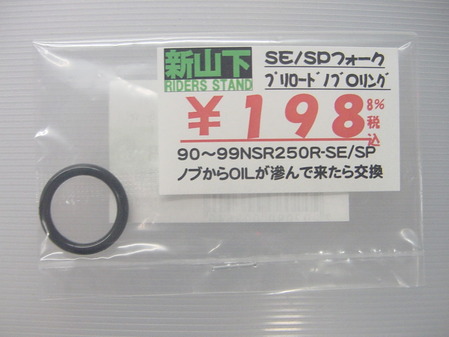 新山下
RIDERS STAND
SE/SPフォーク
プリロードノブOリング
¥198
8%
税込
90～99NSR250R-SE/SP
ノブからOILが滲んで来たら交換